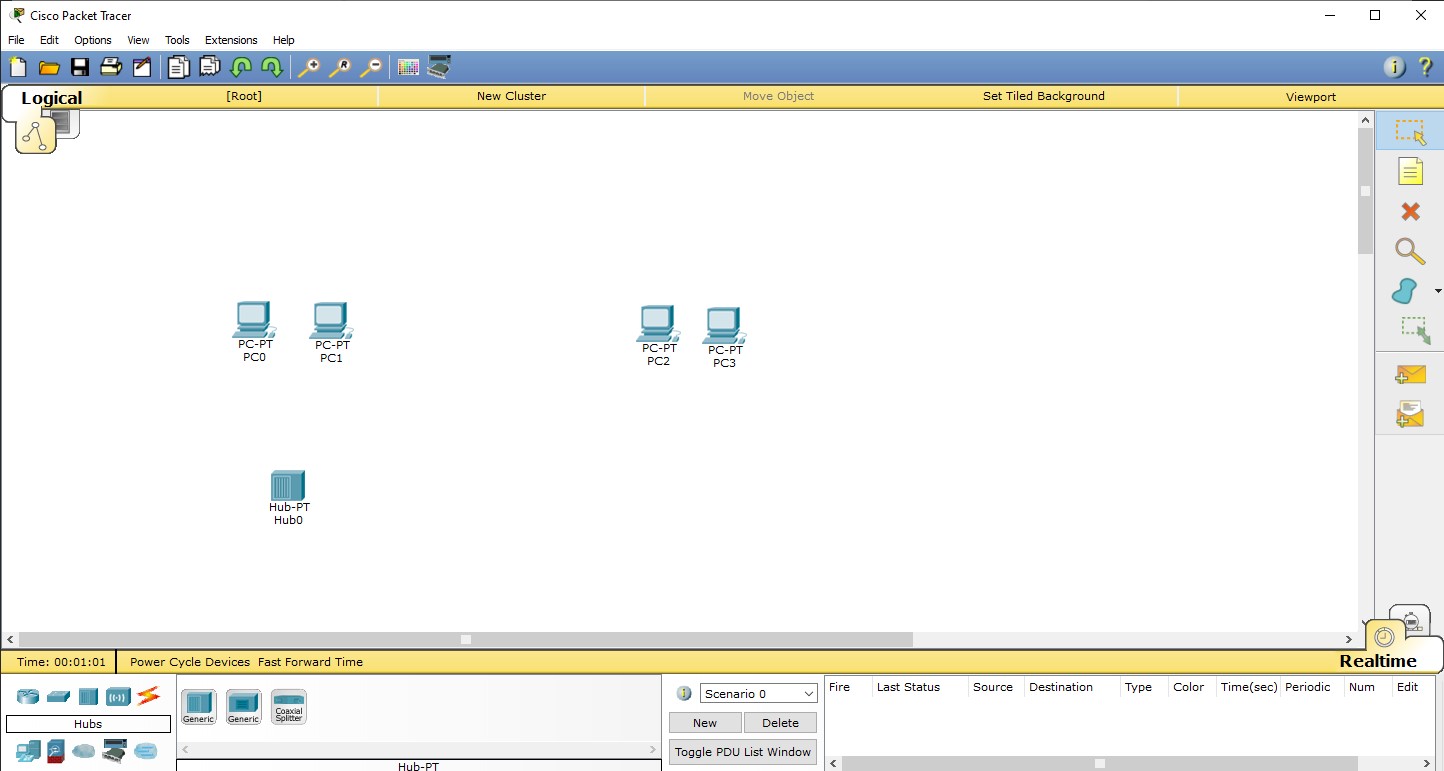 Cisco Packet Tracer
File Edit Options View Tools Extensions Help
Logical [Root] New Cluster Move Object Set Tiled Background Viewport
PC-PT
PC0
PC-PT
PC1
PC-PT
PC2
PC-PT
PC3
Hub-PT
Hub0
Time: 00:01:01 Power Cycle Devices Fast Forward Time Realtime
Scenario 0 Fire Last Status Source Destination Type Color Time(sec) Periodic Num Edit
Generic Generic Coaxial
Splitter
Hubs New Delete
Toggle PDU List Window
Hub-PT